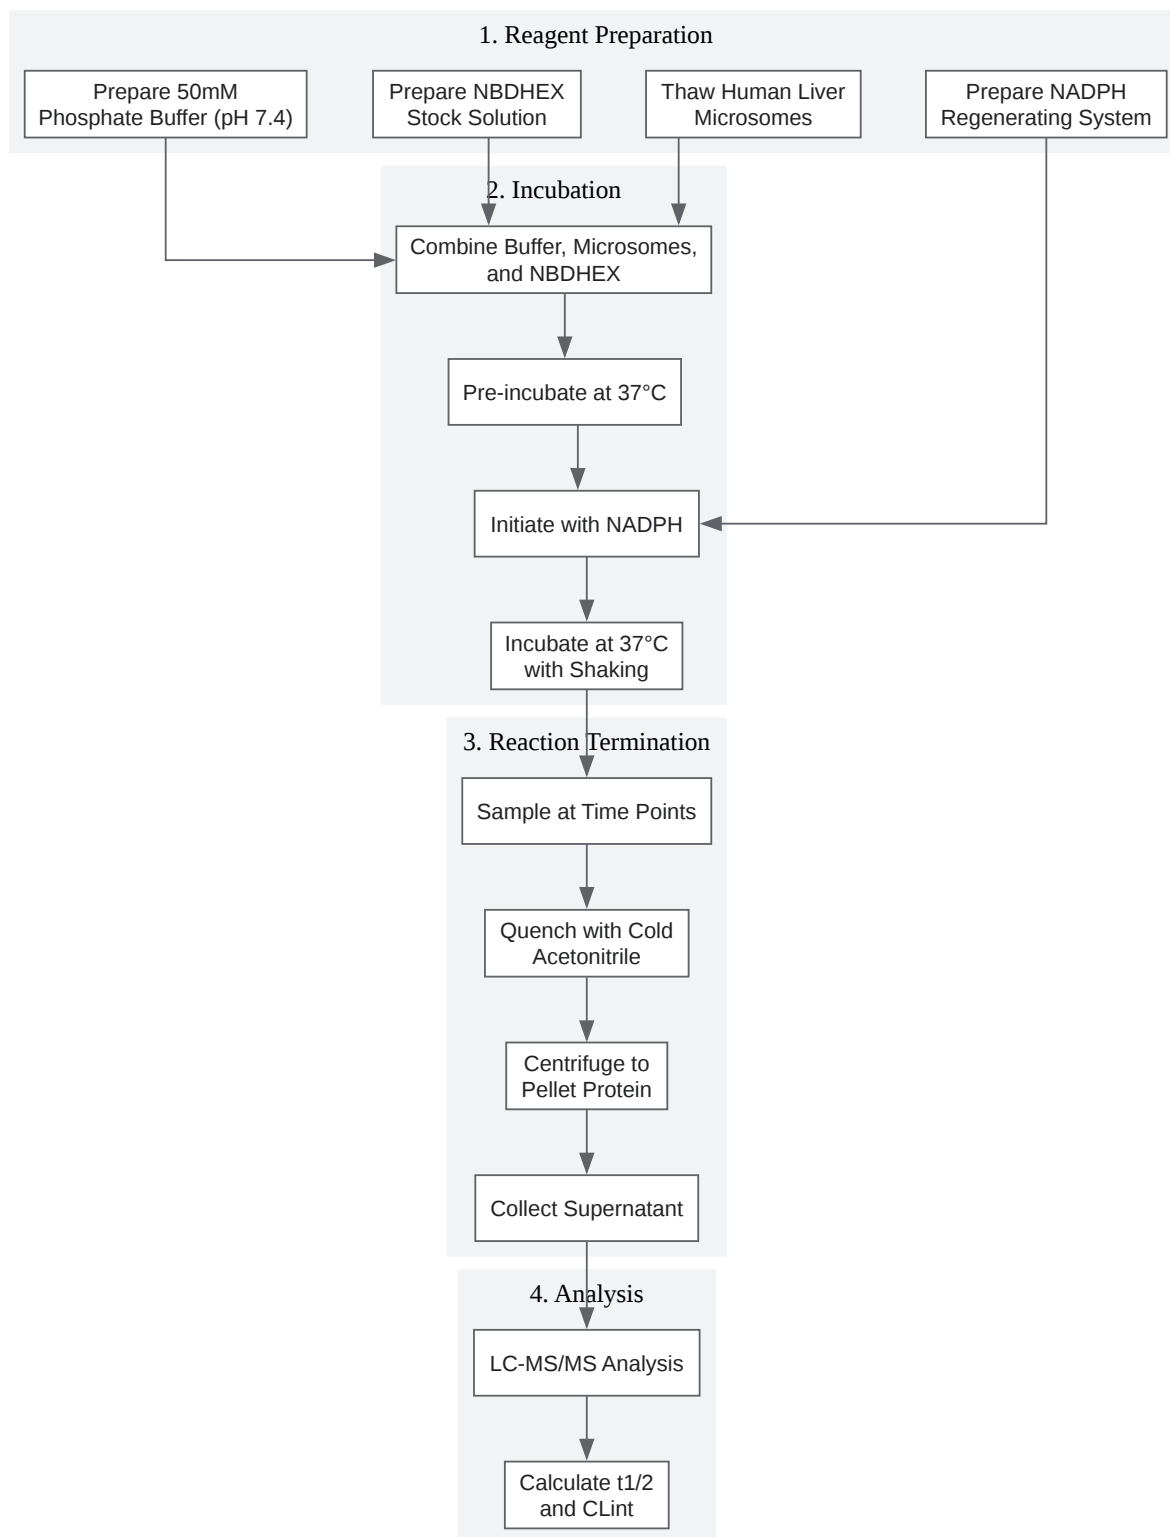 1. Reagent Preparation
Prepare 50mM
Phosphate Buffer (pH 7.4)
Prepare NBDHEX
Stock Solution
Thaw Human Liver
Microsomes
Prepare NADPH
Regenerating System
2. Incubation
Combine Buffer, Microsomes,
and NBDHEX
Pre-incubate at 37°C
Initiate with NADPH
Incubate at 37°C
with Shaking
3. Reaction Termination
Sample at Time Points
Quench with Cold
Acetonitrile
Centrifuge to
Pellet Protein
Collect Supernatant
4. Analysis
LC-MS/MS Analysis
Calculate t1/2
and CLint